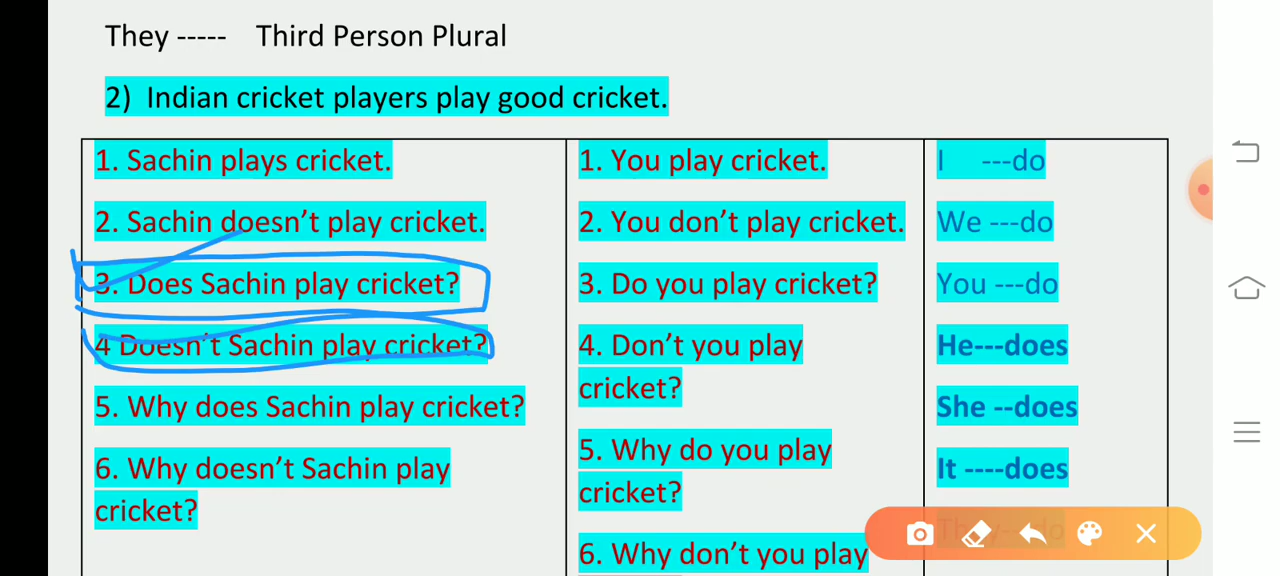 They ----- Third Person Plural
2) Indian cricket players play good cricket.
1. Sachin plays cricket.
2. Sachin doesn't play cricket.
3. Does Sachin play cricket?
4 Doesn't Sachin play cricket?
5. Why does Sachin play cricket?
6. Why doesn't Sachin play
cricket?
1. You play cricket.
2. You don't play cricket.
3. Do you play cricket?
4. Don't you play
cricket?
5. Why do you play
cricket?
6. Why don't you play
I ---do
We ---do
You ---do
He---does
She --does
It ----does
They---do